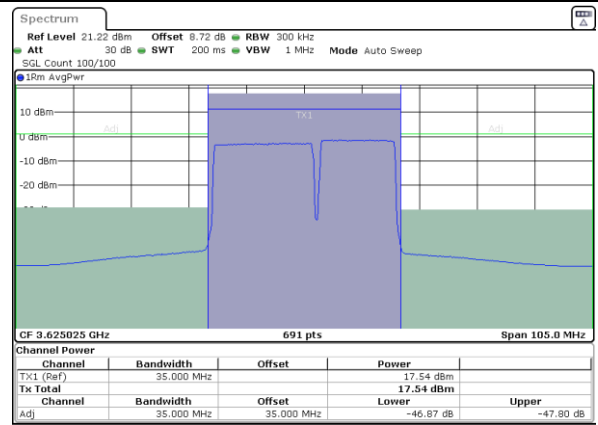 Spectrum
Ref Level 21.22 dBm Offset 8.72 dB RBW 300 kHz
Att 30 dB SWT 200 ms VBW 1 MHz Mode Auto Sweep
SGL Count 100/100
1Rm AvgPwr
10 dBm
TX1
Adj Adj
0 dBm
-10 dBm
-20 dBm
CF 3.625025 GHz 691 pts Span 105.0 MHz
Channel Power
Channel Bandwidth Offset Power
TX1 (Ref) 35.000 MHz 17.54 dBm
Tx Total 17.54 dBm
Channel Bandwidth Offset Lower Upper
Adj 35.000 MHz 35.000 MHz -46.87 dB -47.80 dB